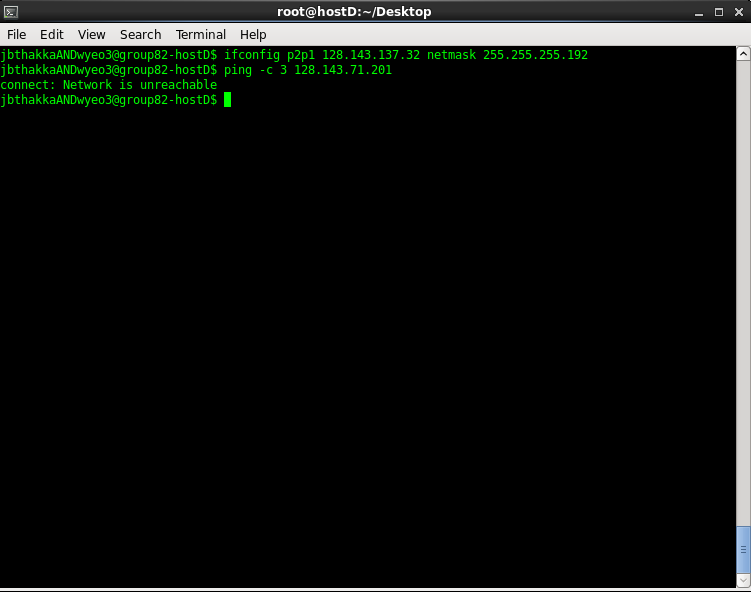 root@hostD:~/Desktop
File Edit View Search Terminal Help
jbthakkaANDwyeo3@group82-hostD$ ifconfig p2p1 128.143.137.32 netmask 255.255.255.192
jbthakkaANDwyeo3@group82-hostD$ ping -c 3 128.143.71.201
connect: Network is unreachable
jbthakkaANDwyeo3@group82-hostD$